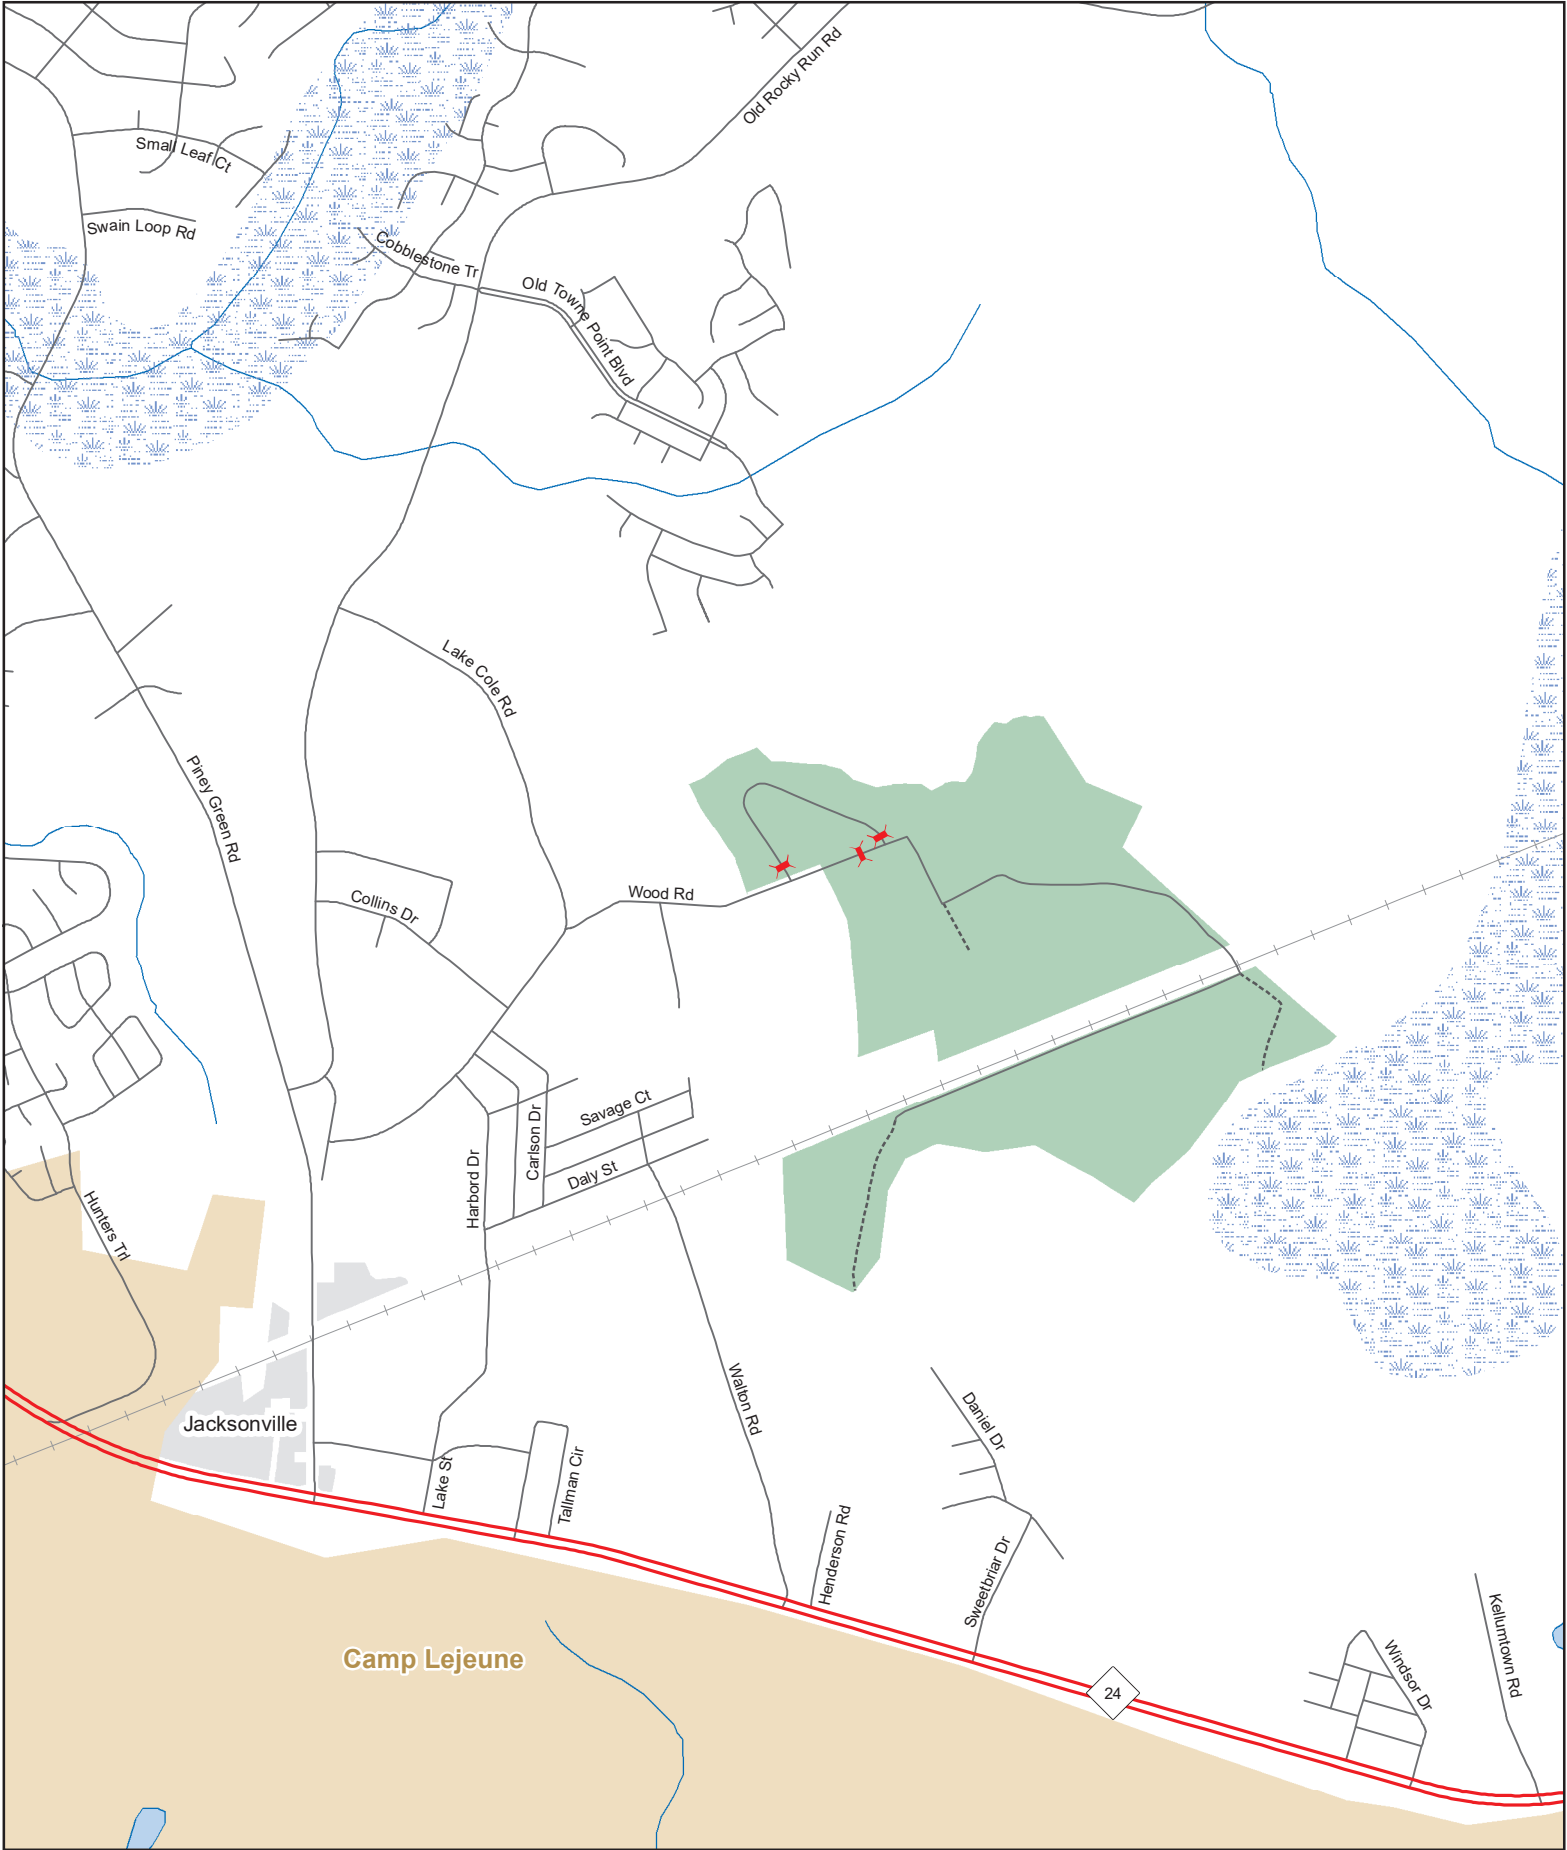 Old Rocky Run Rd
Small Leaf Ct
Swain Loop Rd
Cobblestone Tr
Old Towne Point Blvd
Lake Cole Rd
Piney Green Rd
Collins Dr
Wood Rd
Savage Ct
Carlson Dr
Harbord Dr
Daly St
Hunters Trl
Walton Rd
Daniel Dr
Jacksonville
Lake St
Tallman Cir
Henderson Rd
Sweetbriar Dr
Camp Lejeune
24
Windsor Dr
Kellumtown Rd